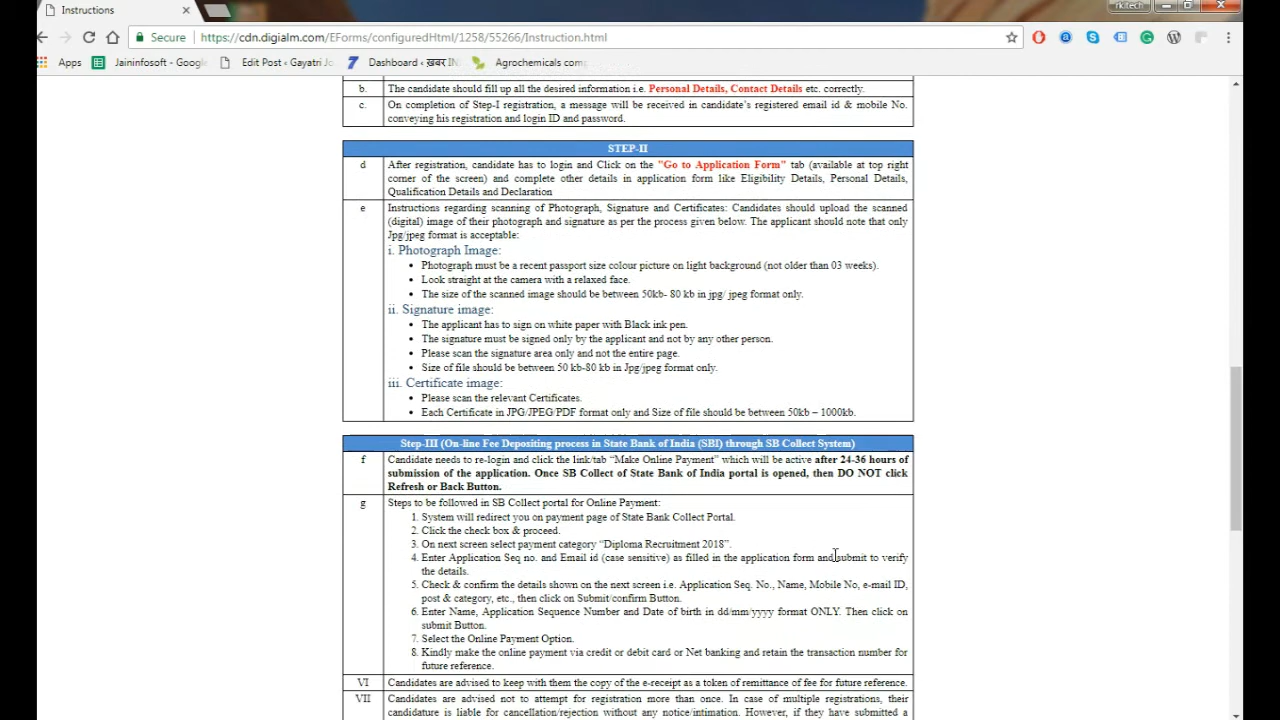 Instructions
rkitech
Secure
https://cdn.digialm.com/EForms/configuredHtml/1258/55266/Instruction.html
Apps
Jaininfosoft - Google
Edit Post ‹ Gayatri Jo
Dashboard ‹ खबर IN
Agrochemicals com
b. The candidate should fill up all the desired information i.e. Personal Details, Contact Details etc. correctly.
c. On completion of Step-I registration, a message will be received in candidate's registered email id & mobile No.
conveying his registration and login ID and password.
STEP-II
d After registration, candidate has to login and Click on the "Go to Application Form" tab (available at top right
corner of the screen) and complete other details in application form like Eligibility Details, Personal Details,
Qualification Details and Declaration
e Instructions regarding scanning of Photograph, Signature and Certificates: Candidates should upload the scanned
(digital) image of their photograph and signature as per the process given below. The applicant should note that only
Jpg/jpeg format is acceptable:
i. Photograph Image:
• Photograph must be a recent passport size colour picture on light background (not older than 03 weeks).
• Look straight at the camera with a relaxed face.
• The size of the scanned image should be between 50kb- 80 kb in jpg/ jpeg format only.
ii. Signature image:
• The applicant has to sign on white paper with Black ink pen.
• The signature must be signed only by the applicant and not by any other person.
• Please scan the signature area only and not the entire page.
• Size of file should be between 50 kb-80 kb in Jpg/jpeg format only.
iii. Certificate image:
• Please scan the relevant Certificates.
• Each Certificate in JPG/JPEG/PDF format only and Size of file should be between 50kb – 1000kb.
Step-III (On-line Fee Depositing process in State Bank of India (SBI) through SB Collect System)
f Candidate needs to re-login and click the link/tab "Make Online Payment" which will be active after 24-36 hours of
submission of the application. Once SB Collect of State Bank of India portal is opened, then DO NOT click
Refresh or Back Button.
g Steps to be followed in SB Collect portal for Online Payment:
1. System will redirect you on payment page of State Bank Collect Portal.
2. Click the check box & proceed.
3. On next screen select payment category "Diploma Recruitment 2018".
4. Enter Application Seq no. and Email id (case sensitive) as filled in the application form and submit to verify
the details.
5. Check & confirm the details shown on the next screen i.e. Application Seq. No., Name, Mobile No, e-mail ID,
post & category, etc., then click on Submit/confirm Button.
6. Enter Name, Application Sequence Number and Date of birth in dd/mm/yyyy format ONLY. Then click on
submit Button.
7. Select the Online Payment Option.
8. Kindly make the online payment via credit or debit card or Net banking and retain the transaction number for
future reference.
VI Candidates are advised to keep with them the copy of the e-receipt as a token of remittance of fee for future reference.
VII Candidates are advised not to attempt for registration more than once. In case of multiple registrations, their
candidature is liable for cancellation/rejection without any notice/intimation. However, if they have submitted a